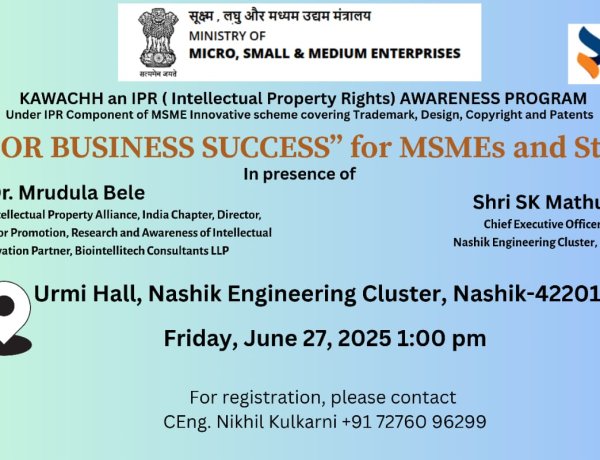 सूक्ष्म , लघु और मध्यम उद्यम मंत्रालय
MINISTRY OF
MICRO, SMALL & MEDIUM ENTERPRISES
सत्यमेव जयते
KAWACHH an IPR ( Intellectual Property Rights) AWARENESS PROGRAM
Under IPR Component of MSME Innovative scheme covering Trademark, Design, Copyright and Patents
OR BUSINESS SUCCESS” for MSMEs and St
In presence of
Dr. Mrudula Bele
tellectual Property Alliance, India Chapter, Director,
or Promotion, Research and Awareness of Intellectual
vation Partner, Biointellitech Consultants LLP
Shri SK Mathu
Chief Executive Officer
Nashik Engineering Cluster,
Urmi Hall, Nashik Engineering Cluster, Nashik-42201
Friday, June 27, 2025 1:00 pm
For registration, please contact
CEng. Nikhil Kulkarni +91 72760 96299